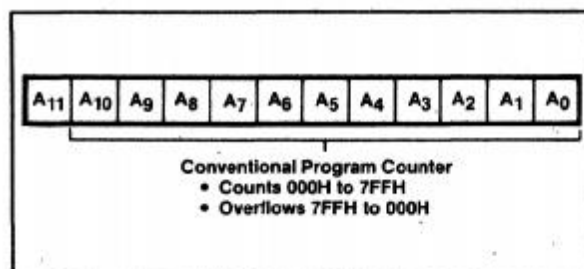 A11 A10 A9 A8 A7 A6 A5 A4 A3 A2 A1 A0
Conventional Program Counter
• Counts 000H to 7FFH
• Overflows 7FFH to 000H